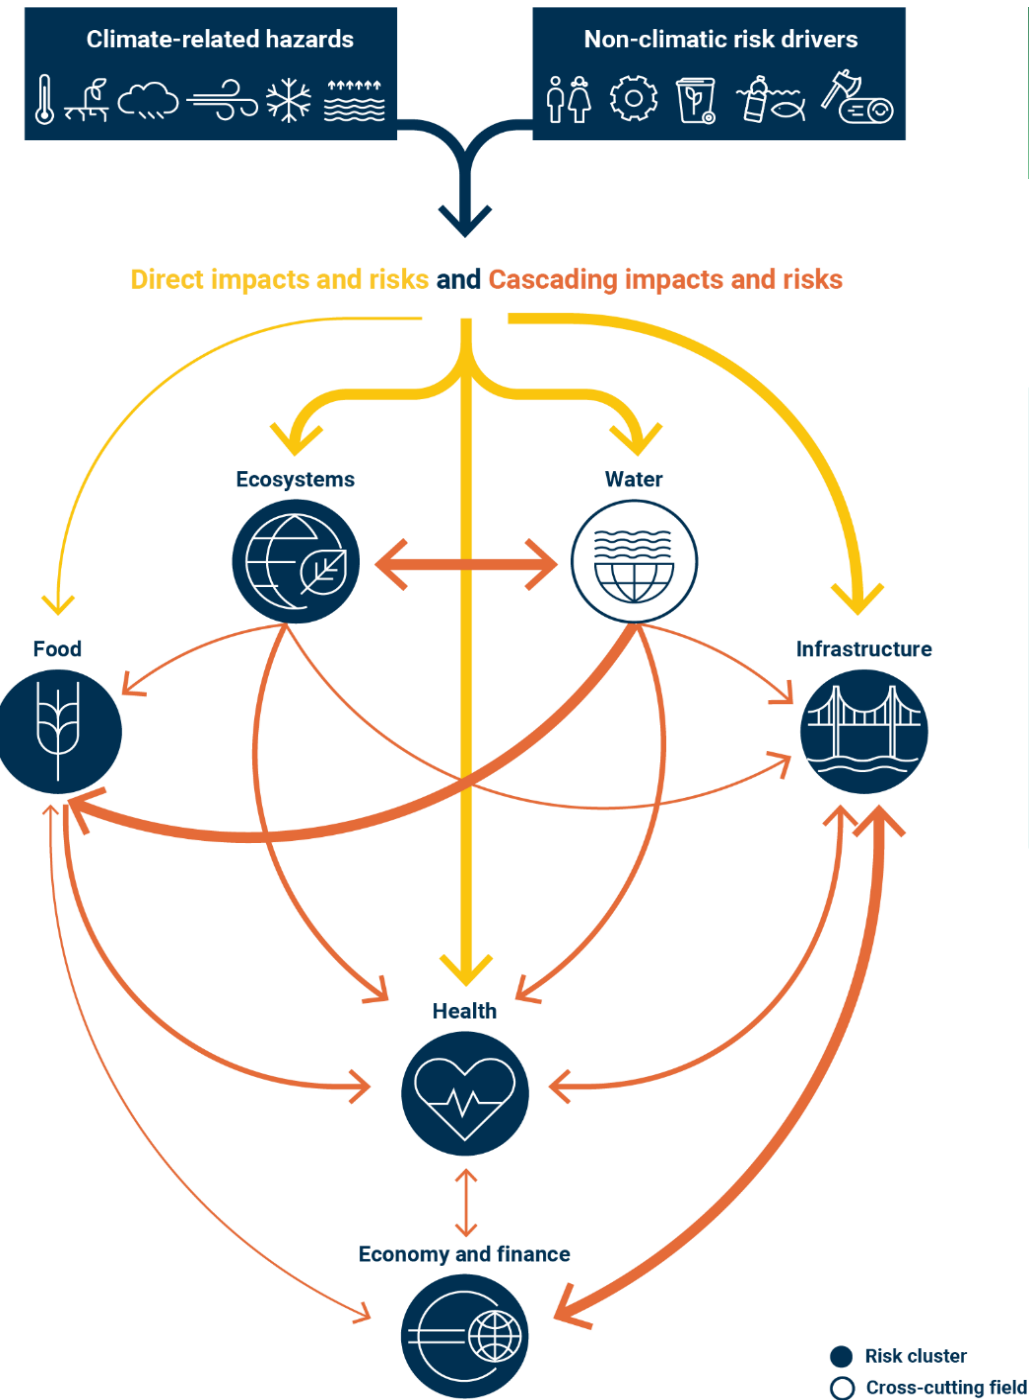 Climate-related hazards
Non-climatic risk drivers
Direct impacts and risks and Cascading impacts and risks
Ecosystems
Water
Food
Infrastructure
Health
Economy and finance
Risk cluster
Cross-cutting field